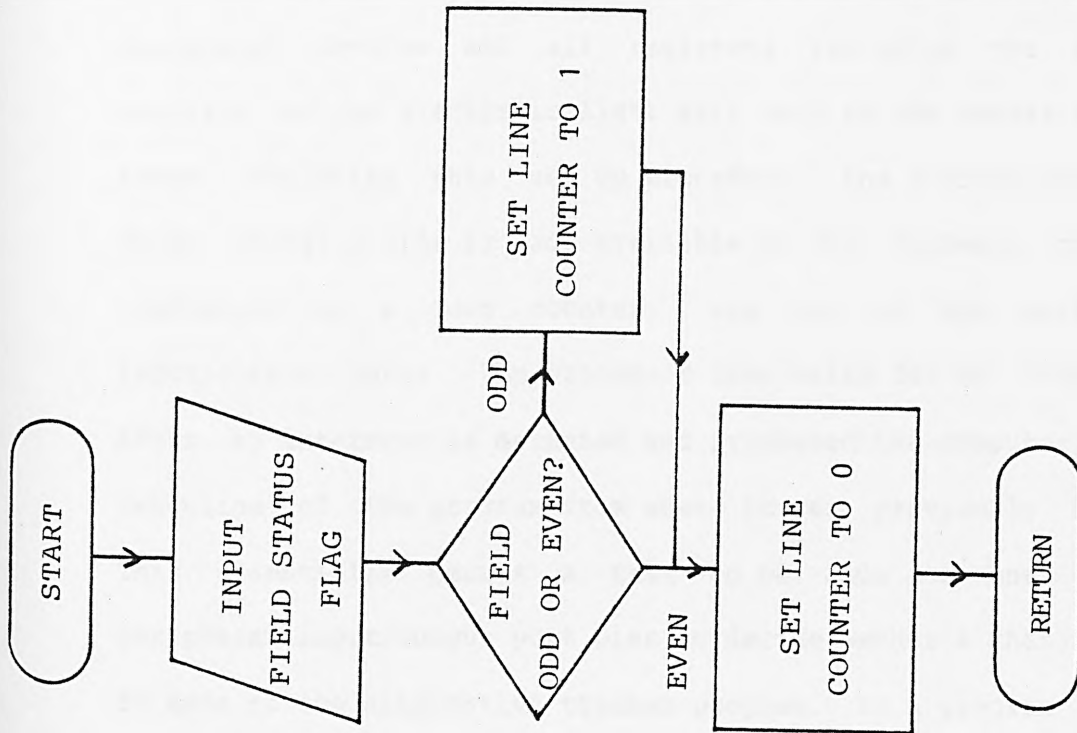 START
INPUT
FIELD STATUS
FLAG
FIELD
ODD OR EVEN?
ODD
SET LINE
COUNTER TO 1
EVEN
SET LINE
COUNTER TO 0
RETURN